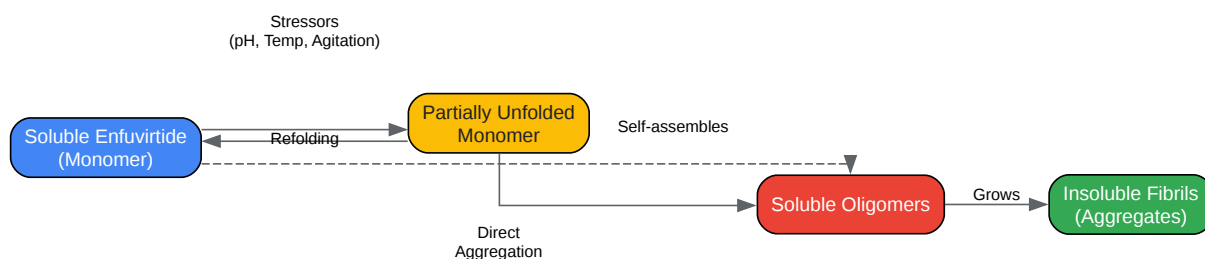 Stressors
(pH, Temp, Agitation)
Partially Unfolded
Monomer
Soluble Enfuvirtide
(Monomer)
Refolding
Self-assembles
Soluble Oligomers
Grows
Insoluble Fibrils
(Aggregates)
Direct
Aggregation